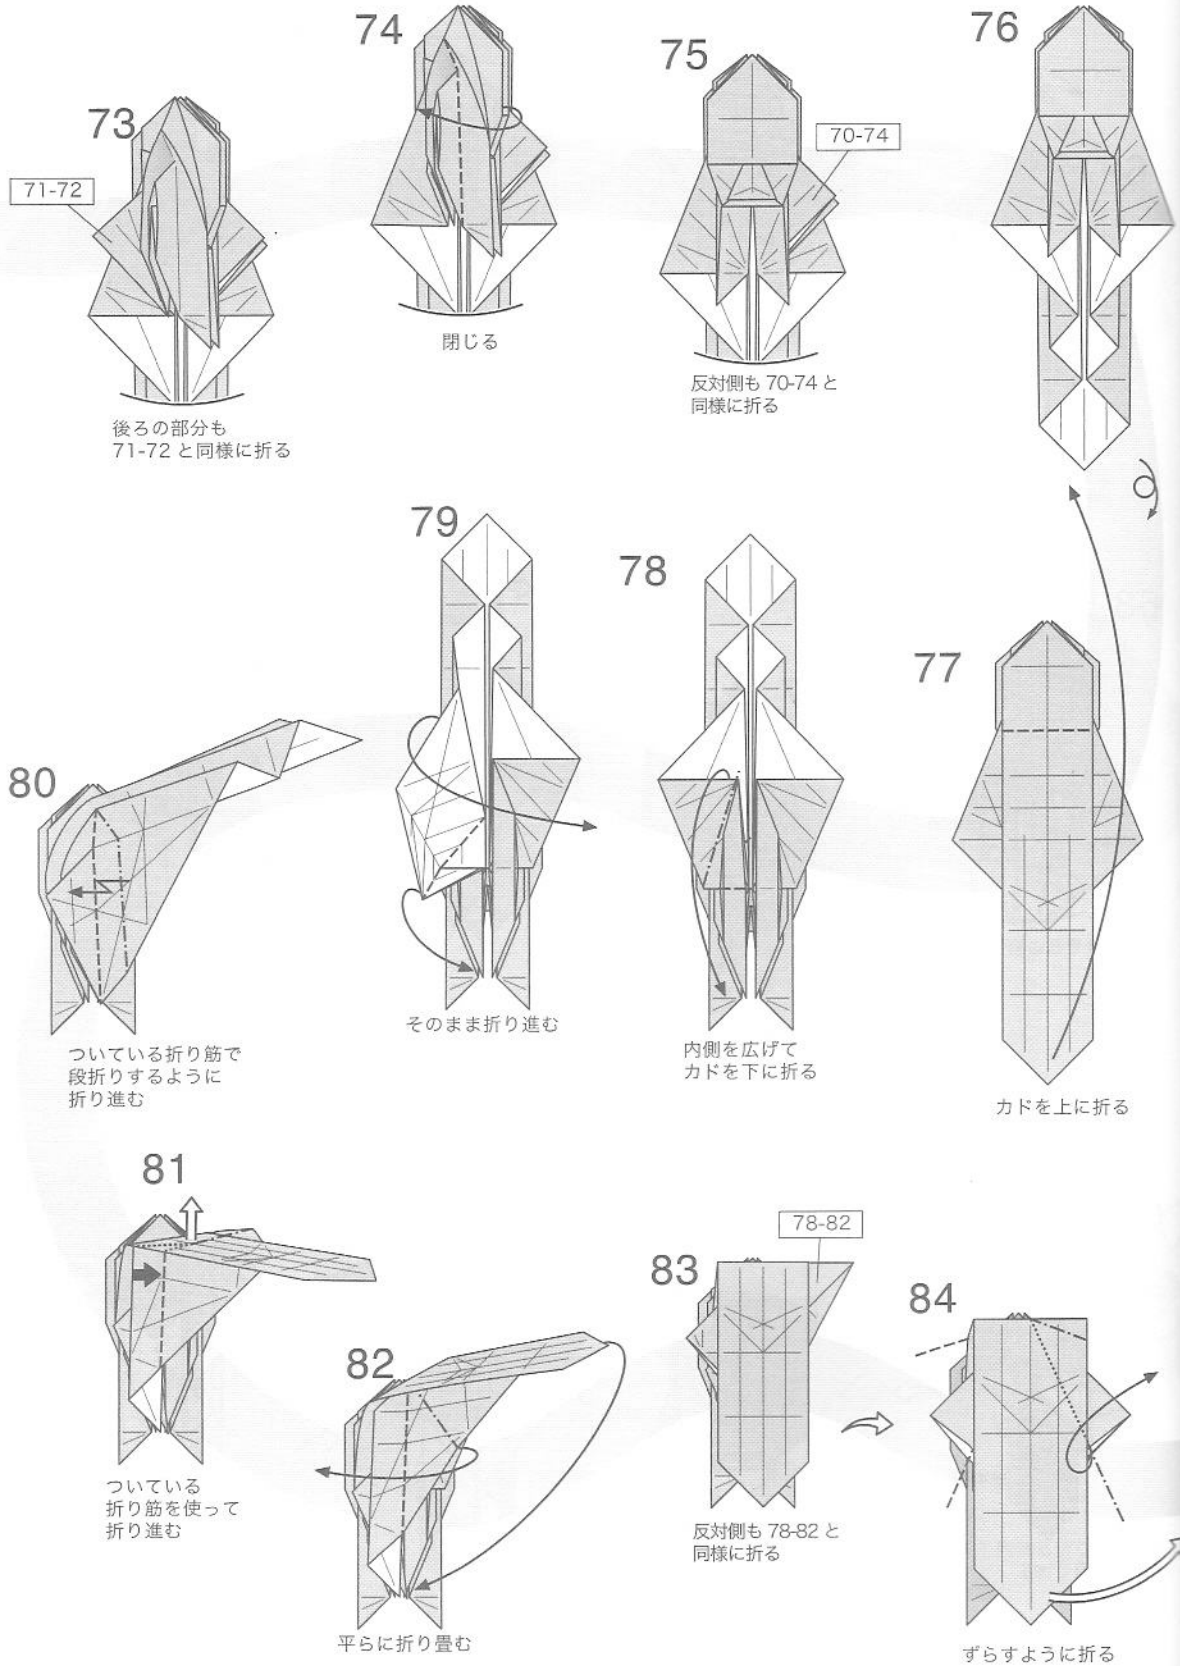 73
71-72
後ろの部分も
71-72 と同様に折る
74
閉じる
75
70-74
反対側も 70-74 と
同様に折る
76
77
カドを上に折る
78
内側を広げて
カドを下に折る
79
そのまま折り進む
80
ついている折り筋で
段折りするように
折り進む
81
ついている
折り筋を使って
折り進む
82
平らに折り畳む
83
78-82
反対側も 78-82 と
同様に折る
84
ずらすように折る